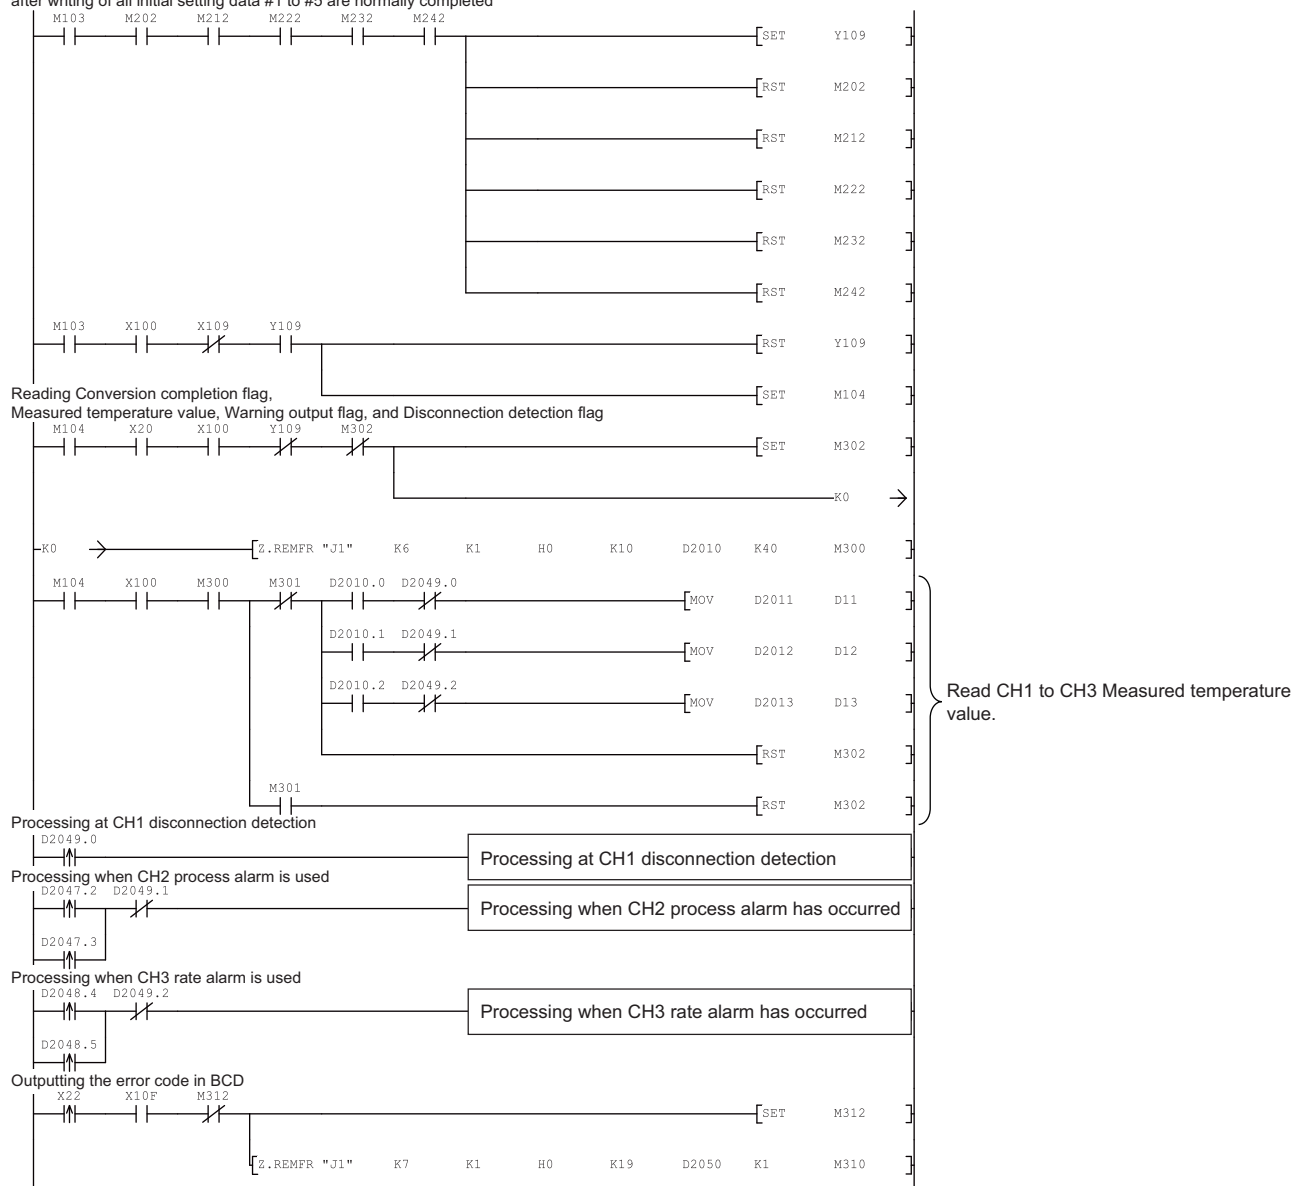 after writing of all initial setting data #1 to #5 are normally completed
M103 M202 M212 M222 M232 M242
SET Y109
RST M202
RST M212
RST M222
RST M232
RST M242
M103 X100 X109 Y109
RST Y109
SET M104
Reading Conversion completion flag,
Measured temperature value, Warning output flag, and Disconnection detection flag
M104 X20 X100 Y109 M302
SET M302
K0
K0 Z.REMFR "J1" K6 K1 H0 K10 D2010 K40 M300
M104 X100 M300 M301 D2010.0 D2049.0
MOV D2011 D11
D2010.1 D2049.1
MOV D2012 D12
D2010.2 D2049.2
MOV D2013 D13
Read CH1 to CH3 Measured temperature
value.
RST M302
M301
RST M302
Processing at CH1 disconnection detection
D2049.0
Processing at CH1 disconnection detection
Processing when CH2 process alarm is used
D2047.2 D2049.1
Processing when CH2 process alarm has occurred
D2047.3
Processing when CH3 rate alarm is used
D2048.4 D2049.2
Processing when CH3 rate alarm has occurred
D2048.5
Outputting the error code in BCD
X22 X10F M312
SET M312
Z.REMFR "J1" K7 K1 H0 K19 D2050 K1 M310